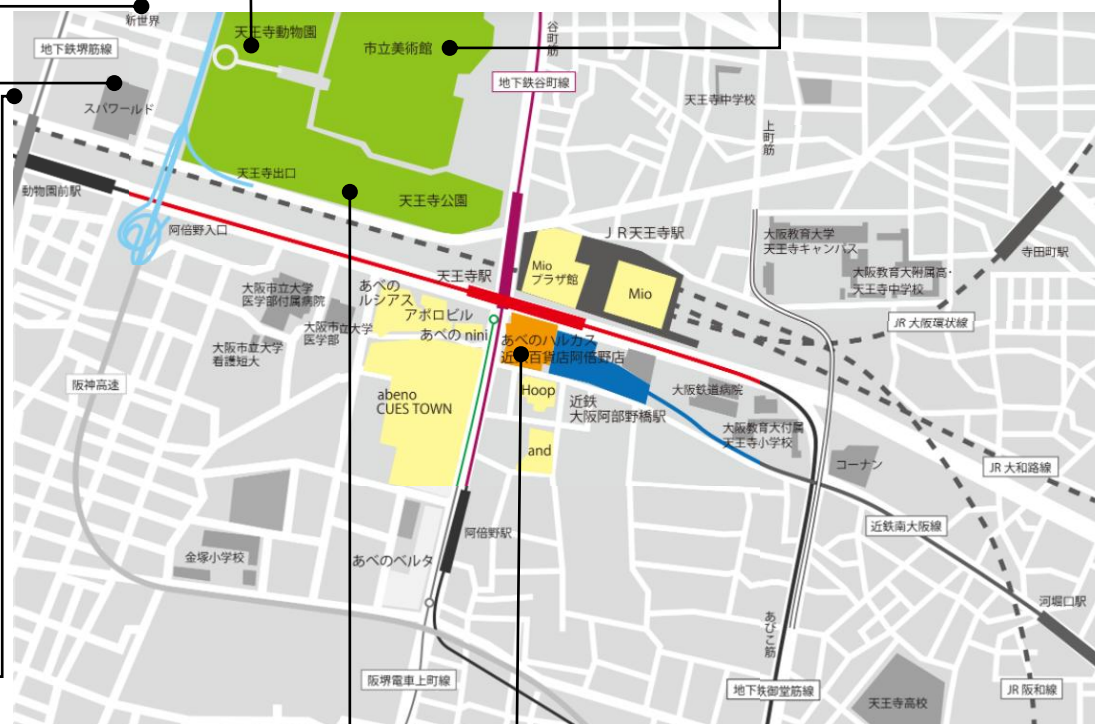 新世界
天王寺動物園
市立美術館
谷町筋
地下鉄堺筋線
地下鉄谷町線
スパワールド
天王寺中学校
上町筋
天王寺出口
動物園前駅
天王寺公園
阿倍野入口
JR天王寺駅
大阪教育大学
天王寺キャンパス
寺田町駅
大阪教育大附属高・
天王寺中学校
天王寺駅
Mio
プラザ館
Mio
大阪市立大学
医学部付属病院
あべの
ルシアス
アポロビル
大阪市立大学
医学部
あべの nini
あべのハルカス
近鉄百貨店阿倍野店
JR 大阪環状線
大阪市立大学
看護短大
阪神高速
abeno
CUES TOWN
Hoop
近鉄
大阪阿部野橋駅
大阪鉄道病院
大阪教育大付属
天王寺小学校
and
コーナン
JR 大和路線
近鉄南大阪線
阿倍野駅
金塚小学校
あべのベルタ
河堀口駅
あびこ筋
阪堺電車上町線
地下鉄御堂筋線
天王寺高校
JR 阪和線